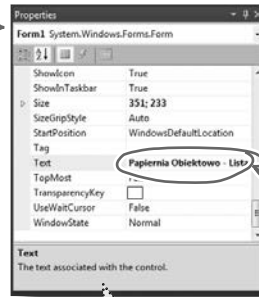 Properties
Form1 System.Windows.Forms.Form
ShowIcon True
ShowInTaskbar True
Size 351; 233
SizeGripStyle Auto
StartPosition WindowsDefaultLocation
Tag
Text Papiernia Obiektowo - Lista
TopMost
TransparencyKey
UseWaitCursor False
WindowState Normal
Text
The text associated with the control.